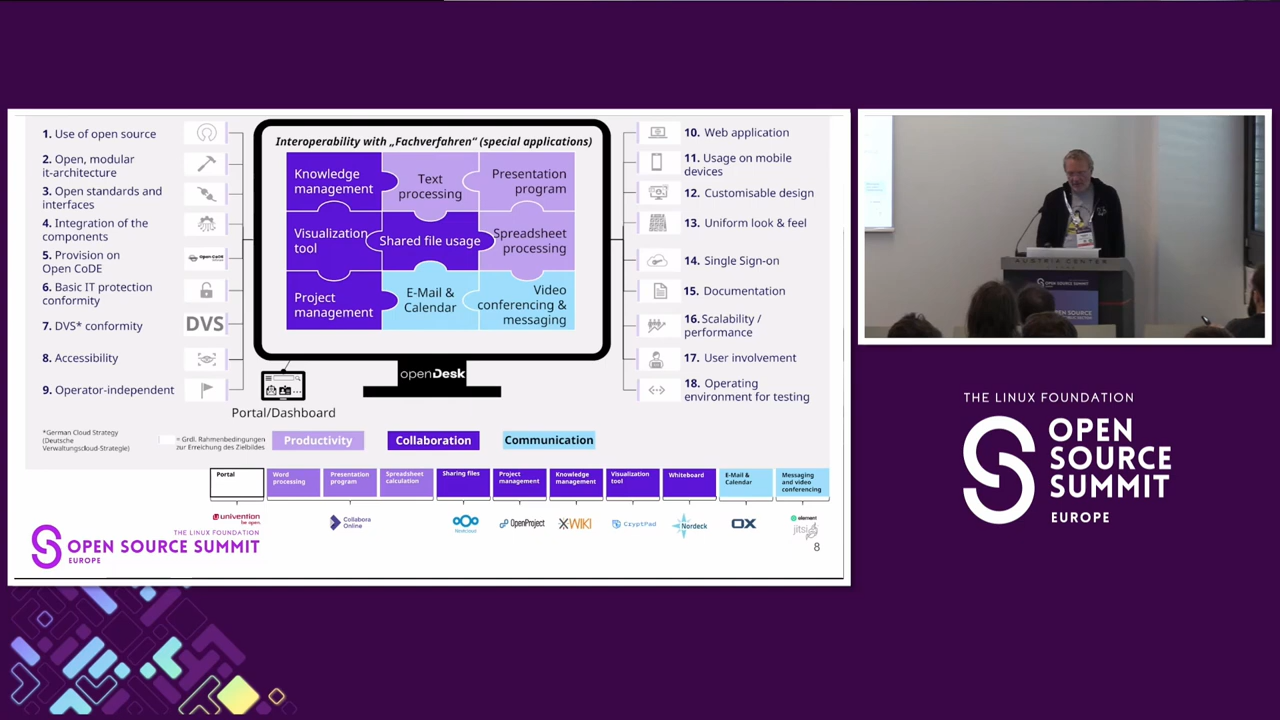 1. Use of open source
2. Open, modular
it-architecture
3. Open standards and
interfaces
4. Integration of the
components
5. Provision on
Open CoDE
6. Basic IT protection
conformity
7. DVS* conformity
DVS
8. Accessibility
9. Operator-independent
Interoperability with „Fachverfahren“ (special applications)
Knowledge
management
Text
processing
Presentation
program
Visualization
tool
Shared file usage
Spreadsheet
processing
Project
management
E-Mail &
Calendar
Video
conferencing &
messaging
openDesk
Portal/Dashboard
10. Web application
11. Usage on mobile
devices
12. Customisable design
13. Uniform look & feel
14. Single Sign-on
15. Documentation
16. Scalability /
performance
17. User involvement
18. Operating
environment for testing
*German Cloud Strategy
(Deutsche
Verwaltungscloud-Strategie)
= Grdl. Rahmenbedingungen
zur Erreichung des Zielbildes
Productivity
Collaboration
Communication
Portal
Word
processing
Presentation
program
Spreadsheet
calculation
Sharing files
Project
management
Knowledge
management
Visualization
tool
Whiteboard
E-Mail &
Calendar
Messaging
and video
conferencing
univention
be open.
Collabora
Online
Nextcloud
OpenProject
XWIKI
CryptPad
Nordeck
OX
element
jitsi
THE LINUX FOUNDATION
OPEN SOURCE SUMMIT
EUROPE
8
AUSTRIA CENTER
OPEN SOURCE SUMMIT
THE LINUX FOUNDATION
OPEN
SOURCE
SUMMIT
EUROPE